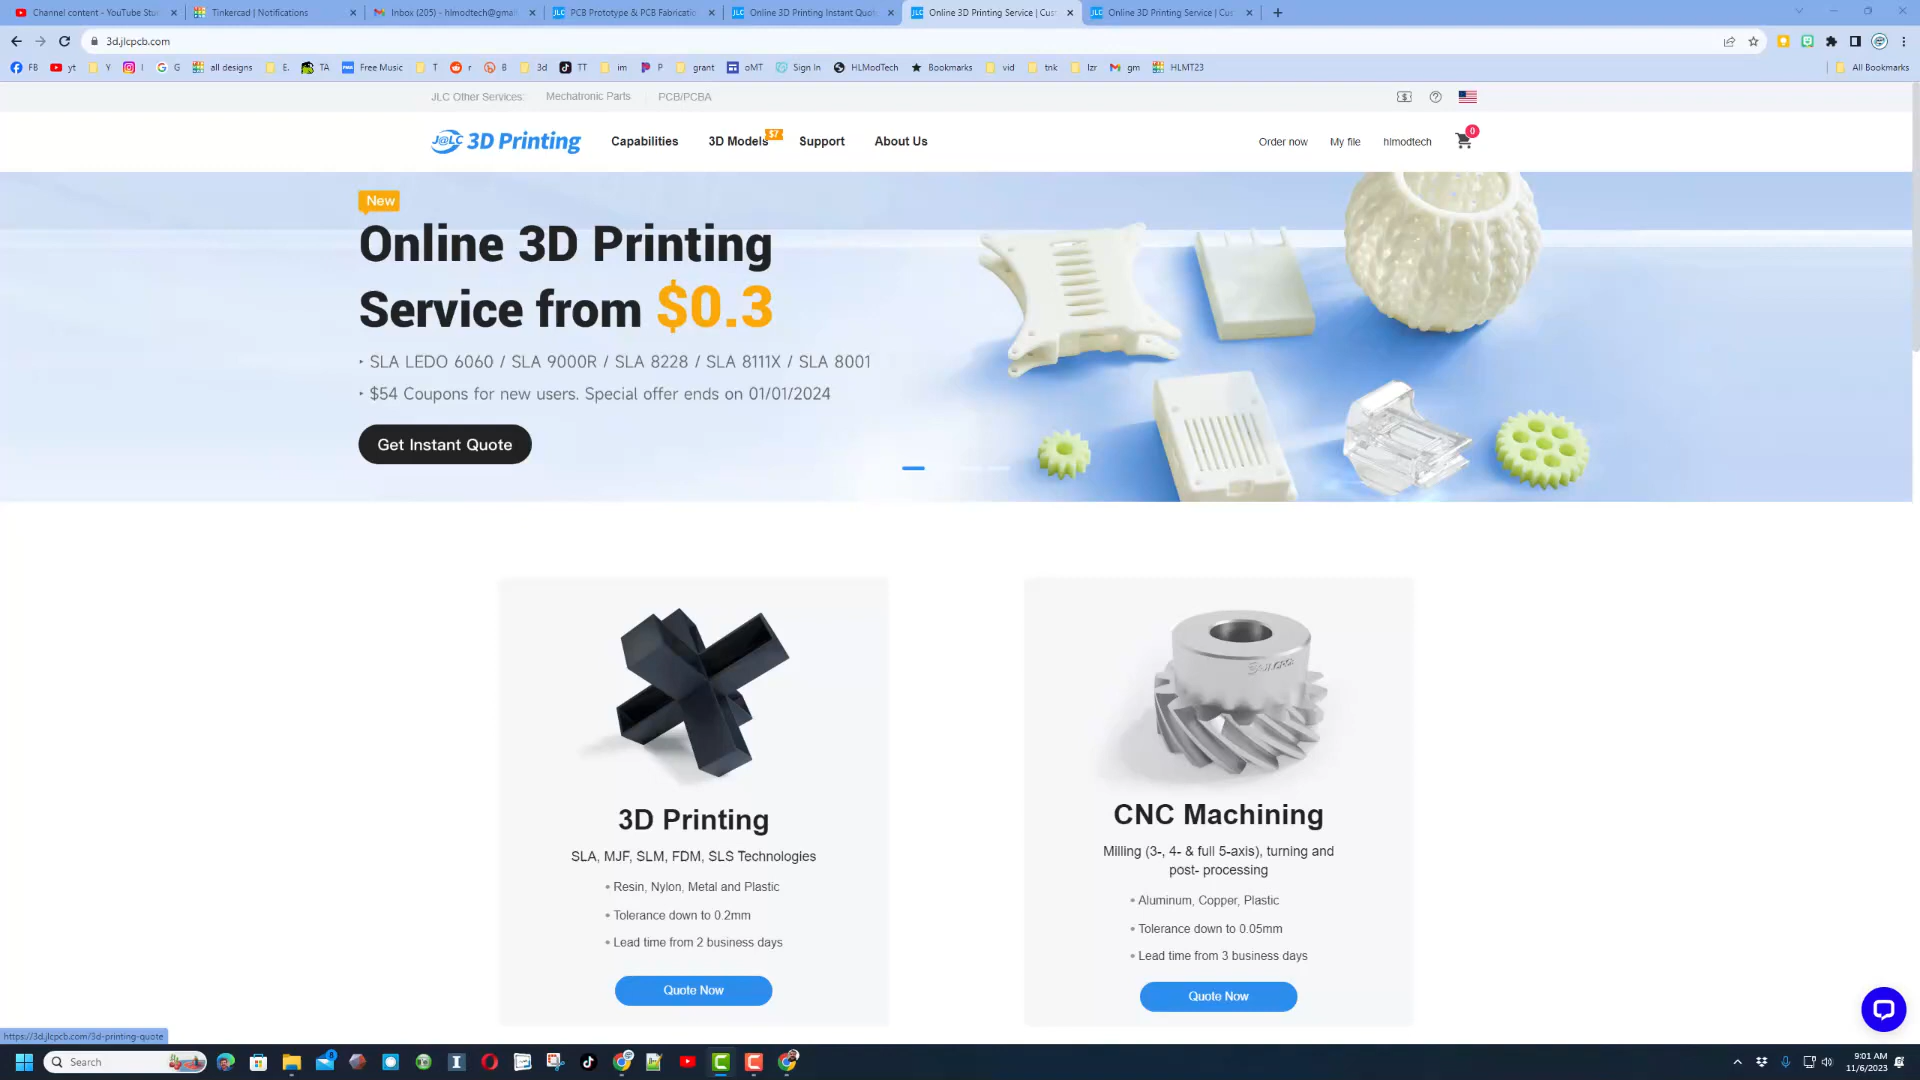 Channel content - YouTube Stu
Tinkercad | Notifications
Inbox (205) - hlmodtech@gmai
PCB Prototype & PCB Fabricatio
Online 3D Printing Instant Quot
Online 3D Printing Service | Cus
Online 3D Printing Service | Cu
3d.jlcpcb.com
FB
yt
Y
I
G
all designs
E.
TA
Free Music
T
r
B
3d
TT
im
P
grant
oMT
Sign In
HLModTech
Bookmarks
vid
tnk
lzr
gm
HLMT23
All Bookmarks
JLC Other Services:
Mechatronic Parts
PCB/PCBA
J@LC 3D Printing
Capabilities
3D Models
$7
Support
About Us
Order now
My file
hlmodtech
0
New
Online 3D Printing
Service from $0.3
SLA LEDO 6060 / SLA 9000R / SLA 8228 / SLA 8111X / SLA 8001
$54 Coupons for new users. Special offer ends on 01/01/2024
Get Instant Quote
3D Printing
SLA, MJF, SLM, FDM, SLS Technologies
• Resin, Nylon, Metal and Plastic
• Tolerance down to 0.2mm
• Lead time from 2 business days
Quote Now
CNC Machining
Milling (3-, 4- & full 5-axis), turning and
post- processing
• Aluminum, Copper, Plastic
• Tolerance down to 0.05mm
• Lead time from 3 business days
Quote Now
https://3d.jlcpcb.com/3d-printing-quote
Search
9:01 AM
11/6/2023